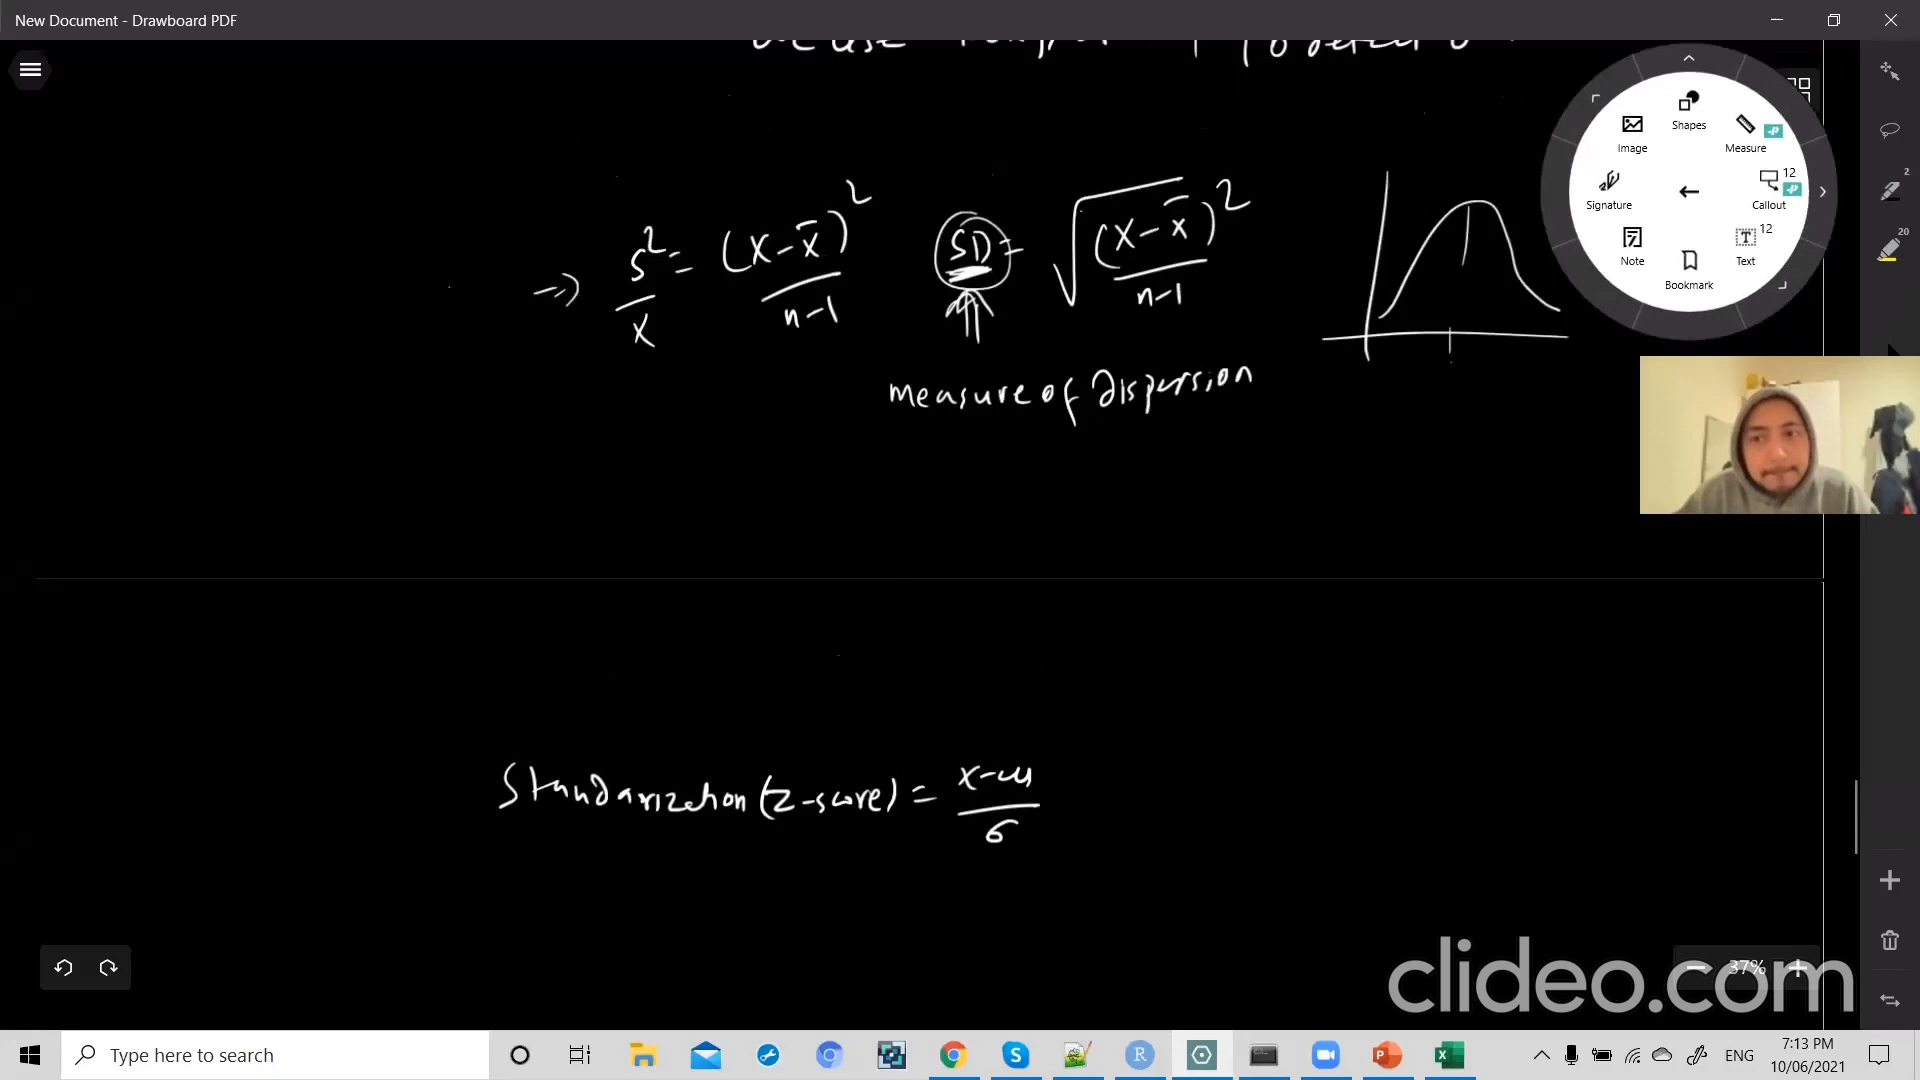 New Document - Drawboard PDF
Shapes
Image
Measure
12
Signature
Callout
12
Note
Text
Bookmark
2
20
s² = (x - x̄)² / n-1
x
SD = √(x - x̄)² / n-1
measure of Dispersion
Standarization (z-score) = x-μ / σ
37%
clideo.com
Type here to search
ENG
7:13 PM
10/06/2021